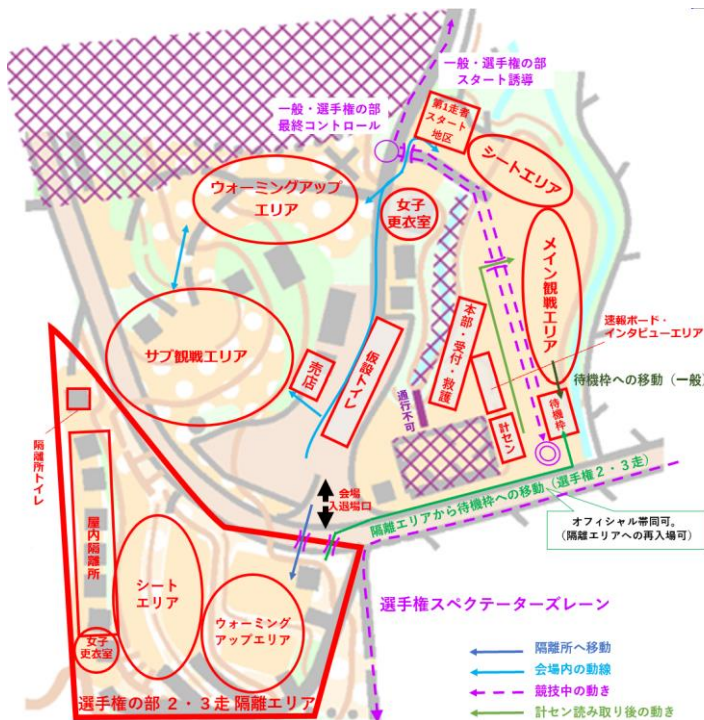 一般・選手権の部
スタート誘導
一般・選手権の部
最終コントロール
第1走者
スタート
地区
シートエリア
ウォーミングアップ
エリア
女子
更衣室
メイン観戦エリア
サブ観戦エリア
売店
仮設トイレ
本部・受付・救護
速報ボード・
インタビューエリア
待機枠への移動（一般）
待機枠
計セン
通行不可
隔離所トイレ
会場
入退場口
隔離エリアから待機枠への移動（選手権２・３走）
オフィシャル帯同可。
（隔離エリアへの再入場可）
屋内隔離所
シート
エリア
ウォーミング
アップエリア
女子
更衣室
選手権の部 ２・３走 隔離エリア
選手権スペクテーターズレーン
隔離所へ移動
会場内の動線
競技中の動き
計セン読み取り後の動き